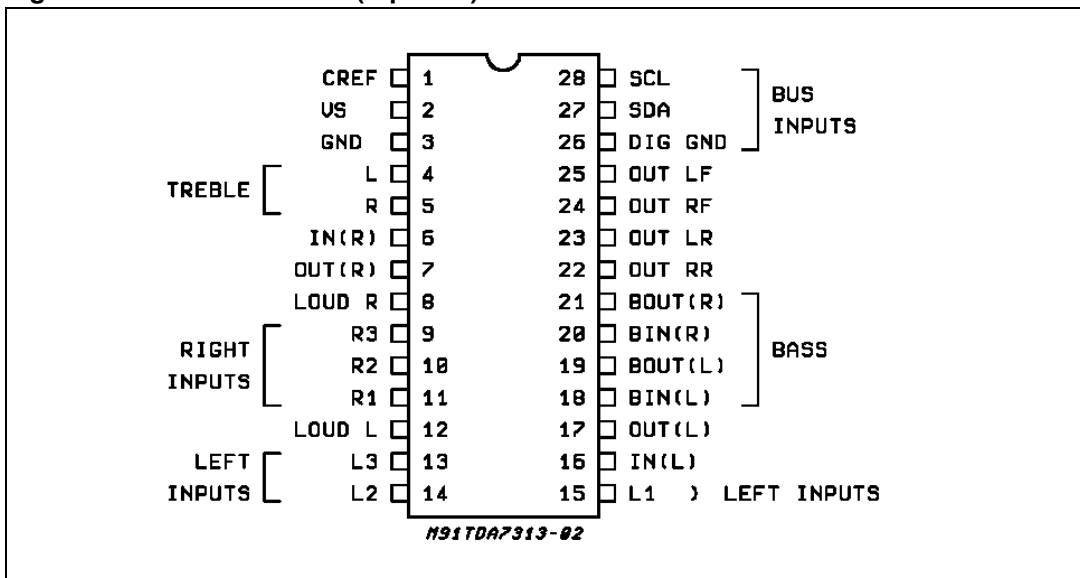 CREF 1 28 SCL
VS 2 27 SDA
GND 3 26 DIG GND
BUS INPUTS
L 4 25 OUT LF
TREBLE
R 5 24 OUT RF
IN(R) 6 23 OUT LR
OUT(R) 7 22 OUT RR
LOUD R 8 21 BOUT(R)
R3 9 20 BIN(R)
RIGHT INPUTS
R2 10 19 BOUT(L)
BASS
R1 11 18 BIN(L)
LOUD L 12 17 OUT(L)
LEFT INPUTS
L3 13 16 IN(L)
L2 14 15 L1 ) LEFT INPUTS
M91TDA7313-02